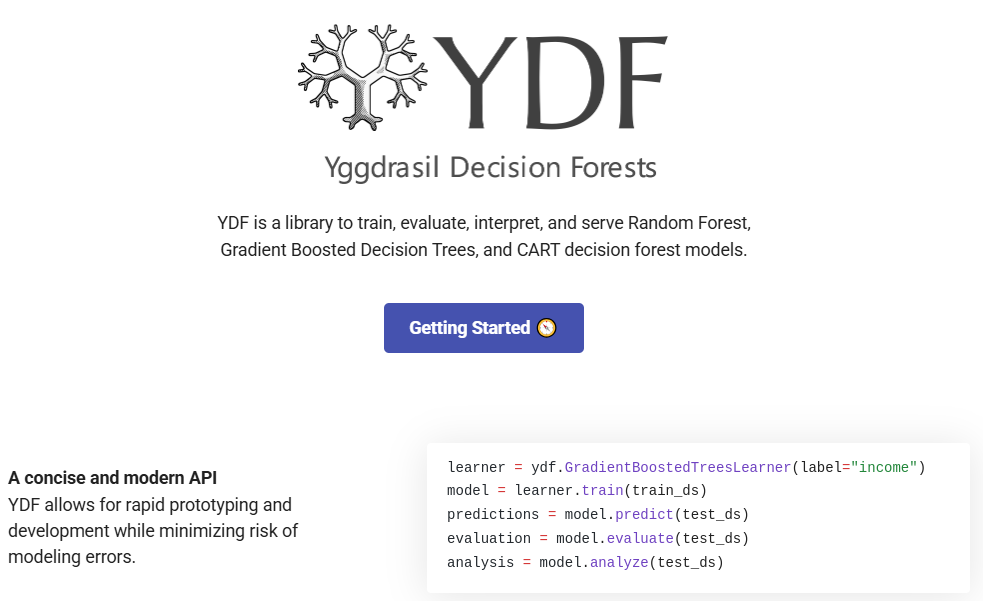 YDF
Yggdrasil Decision Forests
YDF is a library to train, evaluate, interpret, and serve Random Forest,
Gradient Boosted Decision Trees, and CART decision forest models.
Getting Started 🧭
A concise and modern API
YDF allows for rapid prototyping and
development while minimizing risk of
modeling errors.
learner = ydf.GradientBoostedTreesLearner(label="income")
model = learner.train(train_ds)
predictions = model.predict(test_ds)
evaluation = model.evaluate(test_ds)
analysis = model.analyze(test_ds)